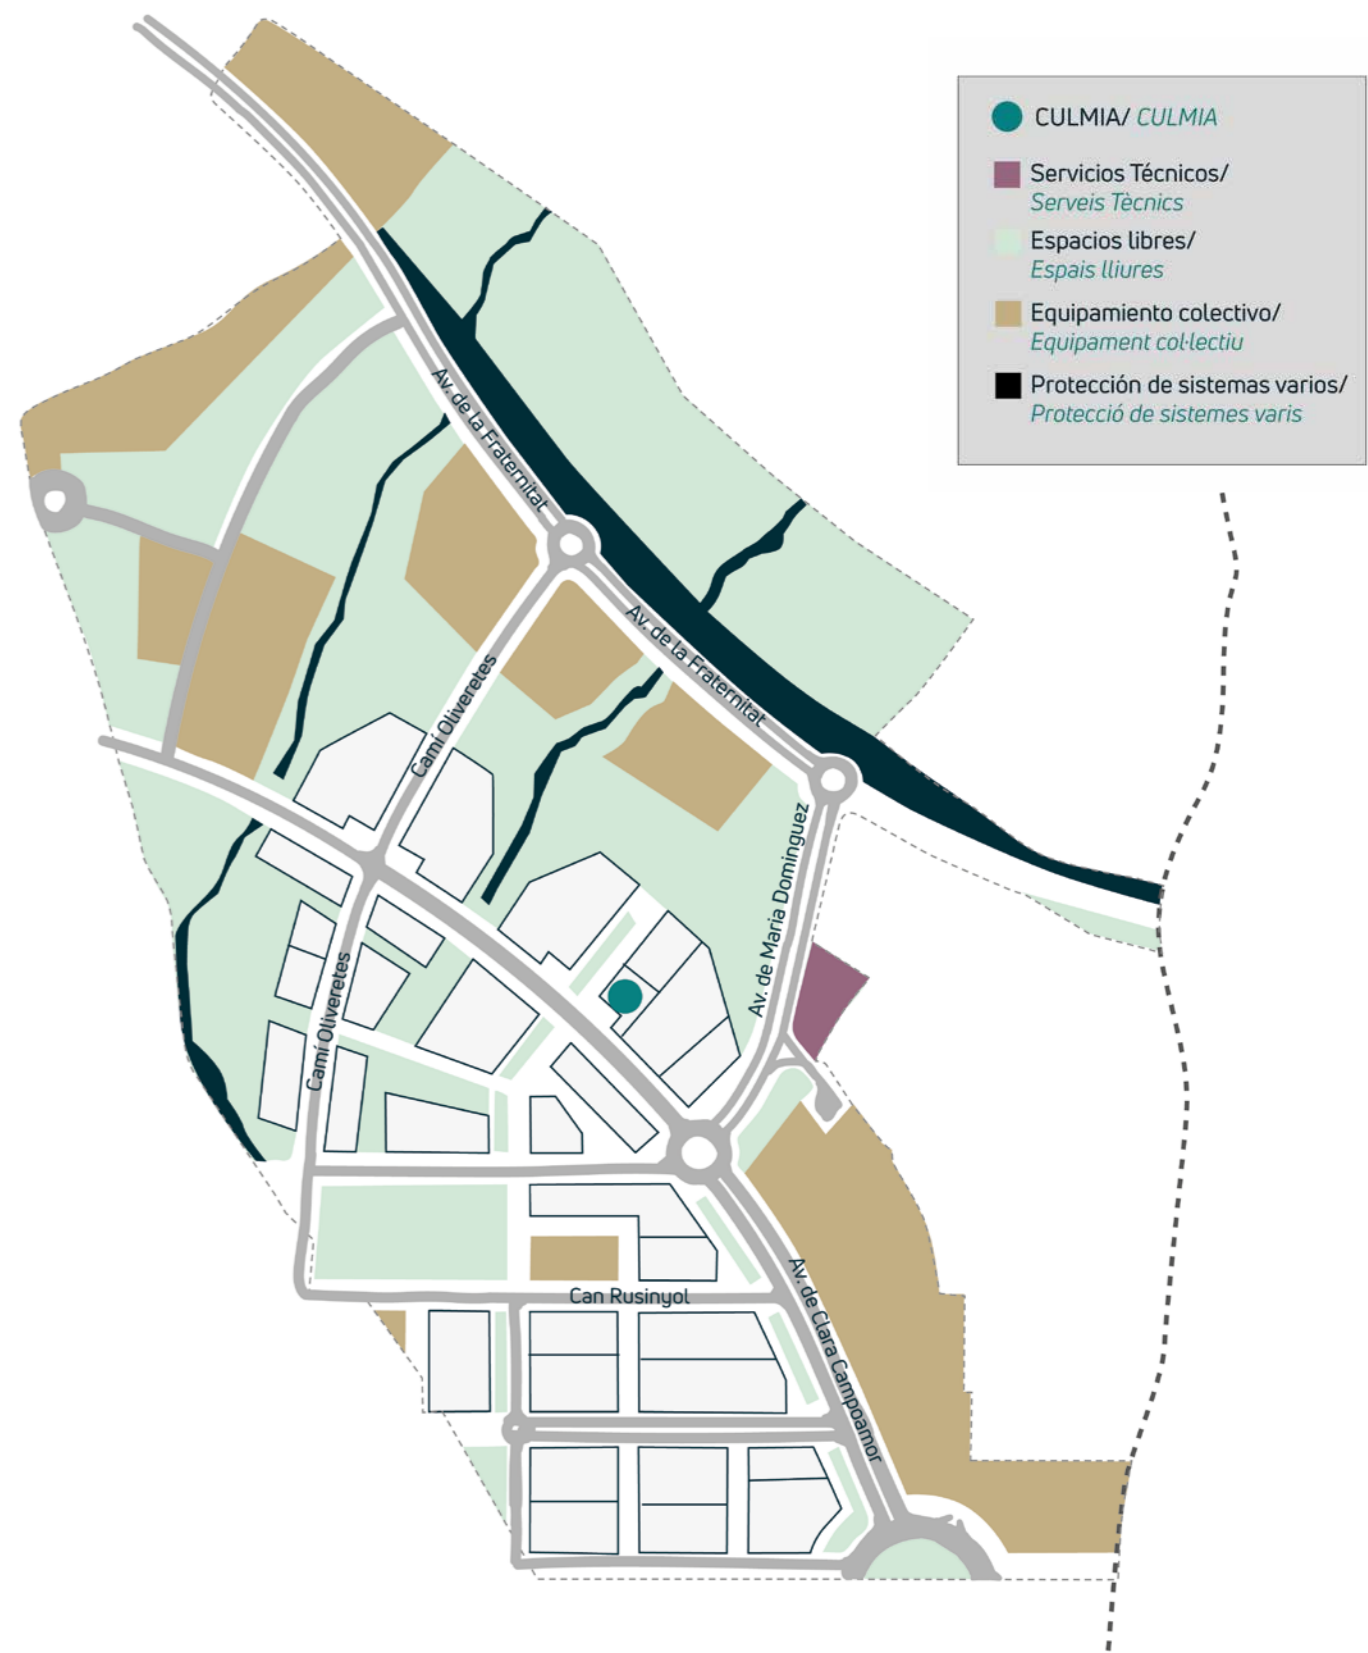 CULMIA/ CULMIA
Servicios Técnicos/
Serveis Tècnics
Espacios libres/
Espais lliures
Equipamiento colectivo/
Equipament col·lectiu
Protección de sistemas varios/
Protecció de sistemes varis
Av. de la Fraternitat
Av. de la Fraternitat
Camí Oliveretes
Av. de Maria Dominguez
Camí Oliveretes
Can Rusinyol
Av. de Clara Campoamor